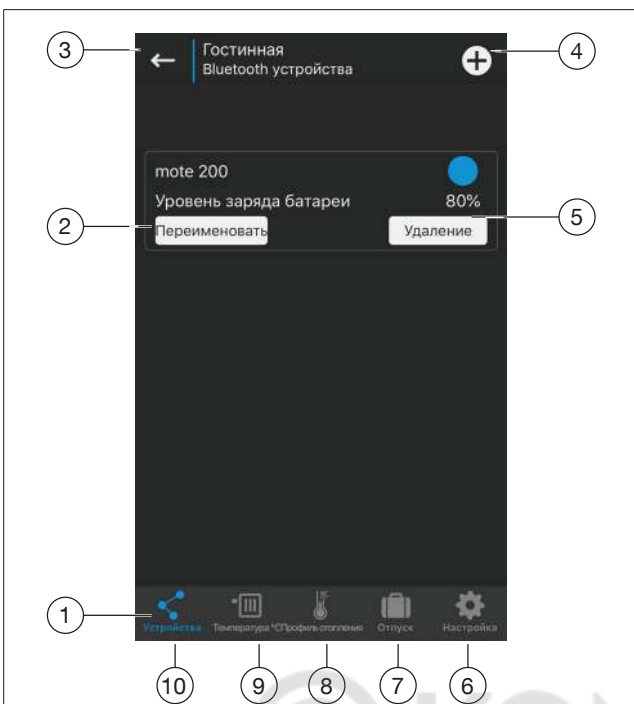 3
Гостинная
Bluetooth устройства
4
mote 200
Уровень заряда батареи 80%
2
Переименовать
Удаление
5
1
Устройства
Температура °C
Профиль отопления
Отпуск
Настройка
10
9
8
7
6